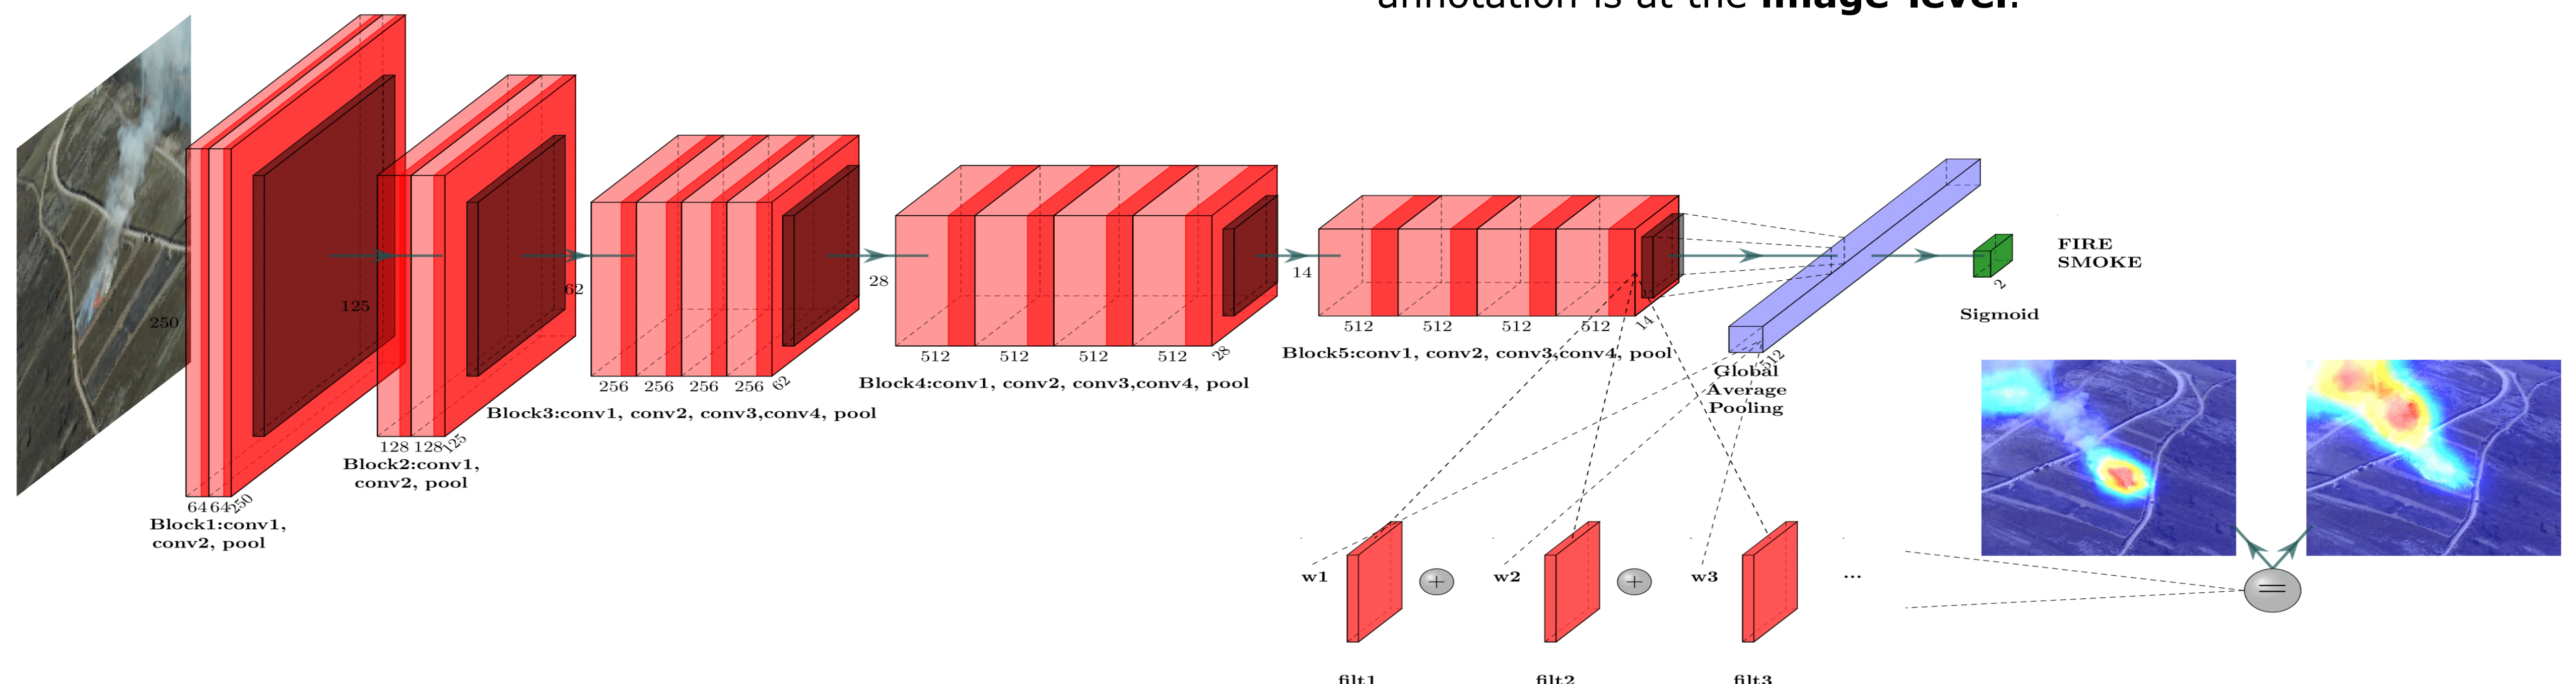 annotation is at the image-level.
250
64 64 250
Block1:conv1,
conv2, pool
125
128 128 125
Block2:conv1,
conv2, pool
62
256 256 256 256 62
Block3:conv1, conv2, conv3,conv4, pool
28
512 512 512 512 28
Block4:conv1, conv2, conv3,conv4, pool
14
512 512 512 512 14
Block5:conv1, conv2, conv3,conv4, pool
512
Global
Average
Pooling
2
Sigmoid
FIRE
SMOKE
w1 + w2 + w3 ...
=
filt1 filt2 filt3